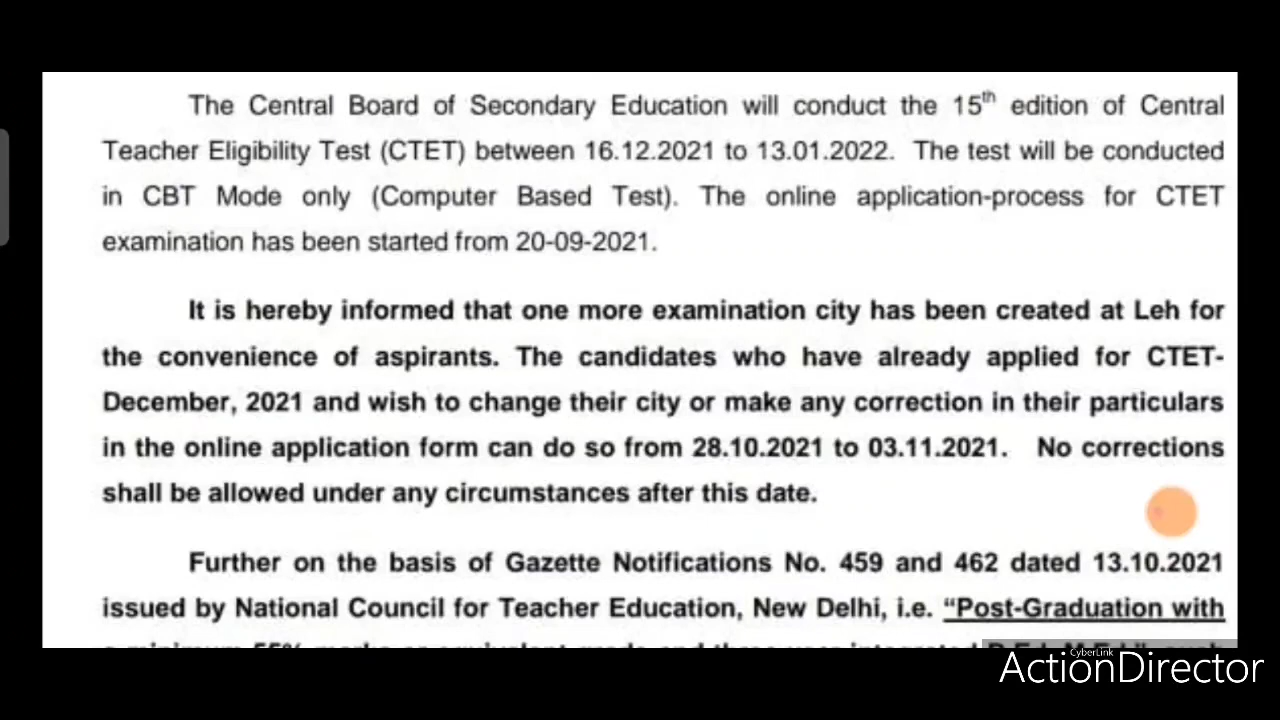 The Central Board of Secondary Education will conduct the 15th edition of Central
Teacher Eligibility Test (CTET) between 16.12.2021 to 13.01.2022. The test will be conducted
in CBT Mode only (Computer Based Test). The online application-process for CTET
examination has been started from 20-09-2021.
It is hereby informed that one more examination city has been created at Leh for
the convenience of aspirants. The candidates who have already applied for CTET-
December, 2021 and wish to change their city or make any correction in their particulars
in the online application form can do so from 28.10.2021 to 03.11.2021. No corrections
shall be allowed under any circumstances after this date.
Further on the basis of Gazette Notifications No. 459 and 462 dated 13.10.2021
issued by National Council for Teacher Education, New Delhi, i.e. “Post-Graduation with
CyberLink
ActionDirector